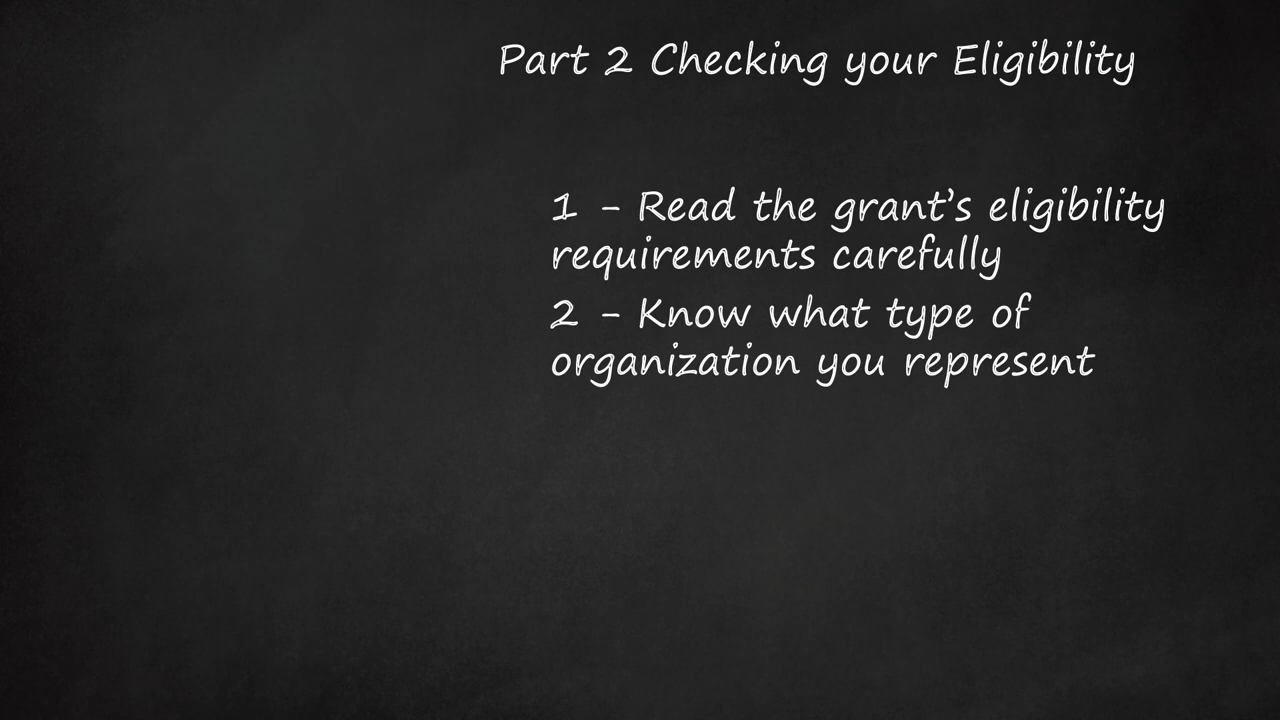 Part 2 Checking your Eligibility
1 - Read the grant’s eligibility
requirements carefully
2 - Know what type of
organization you represent